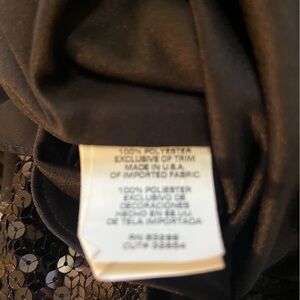 100% POLYESTER
EXCLUSIVE OF TRIM
MADE IN U.S.A.
OF IMPORTED FABRIC
100% POLIESTER
EXCLUSIVO DE
DECORACIONES
HECHO EN EE.UU.
DE TELA IMPORTADA
RN
CUT#